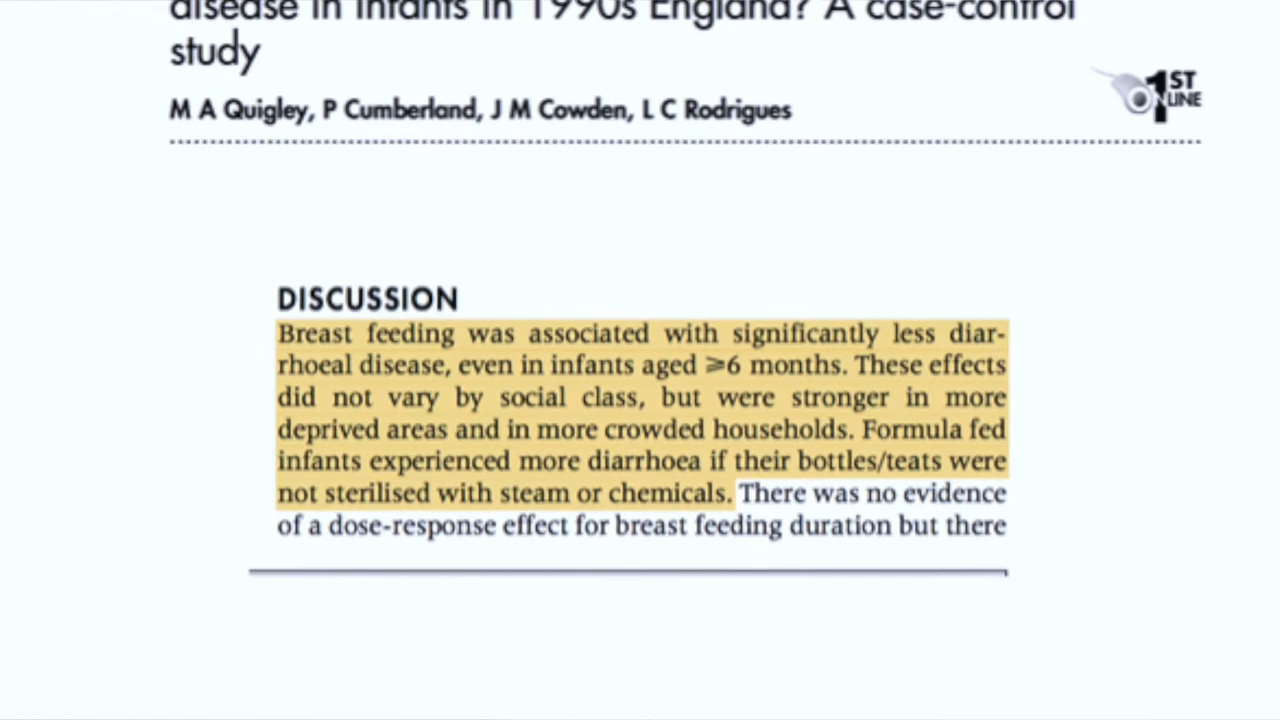 disease in infants in 1990s England? A case-control
study
M A Quigley, P Cumberland, J M Cowden, L C Rodrigues
1ST
ONLINE
DISCUSSION
Breast feeding was associated with significantly less diar-
rhoeal disease, even in infants aged ⩾6 months. These effects
did not vary by social class, but were stronger in more
deprived areas and in more crowded households. Formula fed
infants experienced more diarrhoea if their bottles/teats were
not sterilised with steam or chemicals. There was no evidence
of a dose-response effect for breast feeding duration but there